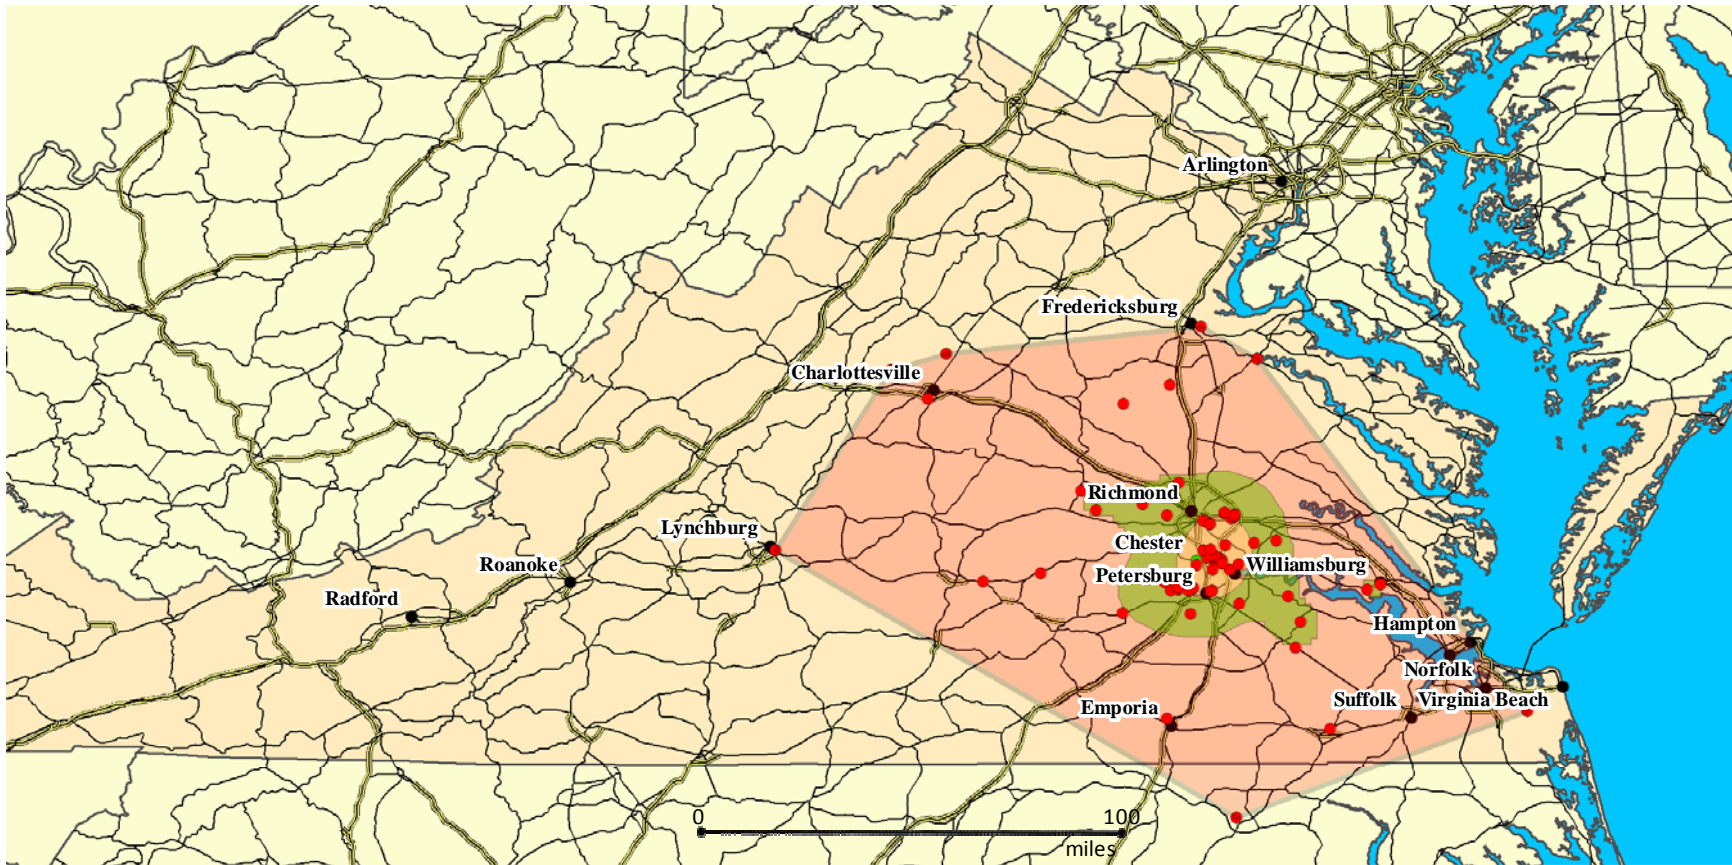 Arlington
Fredericksburg
Charlottesville
Richmond
Lynchburg
Chester
Roanoke
Petersburg
Williamsburg
Radford
Hampton
Norfolk
Emporia
Suffolk
Virginia Beach
0
100
miles